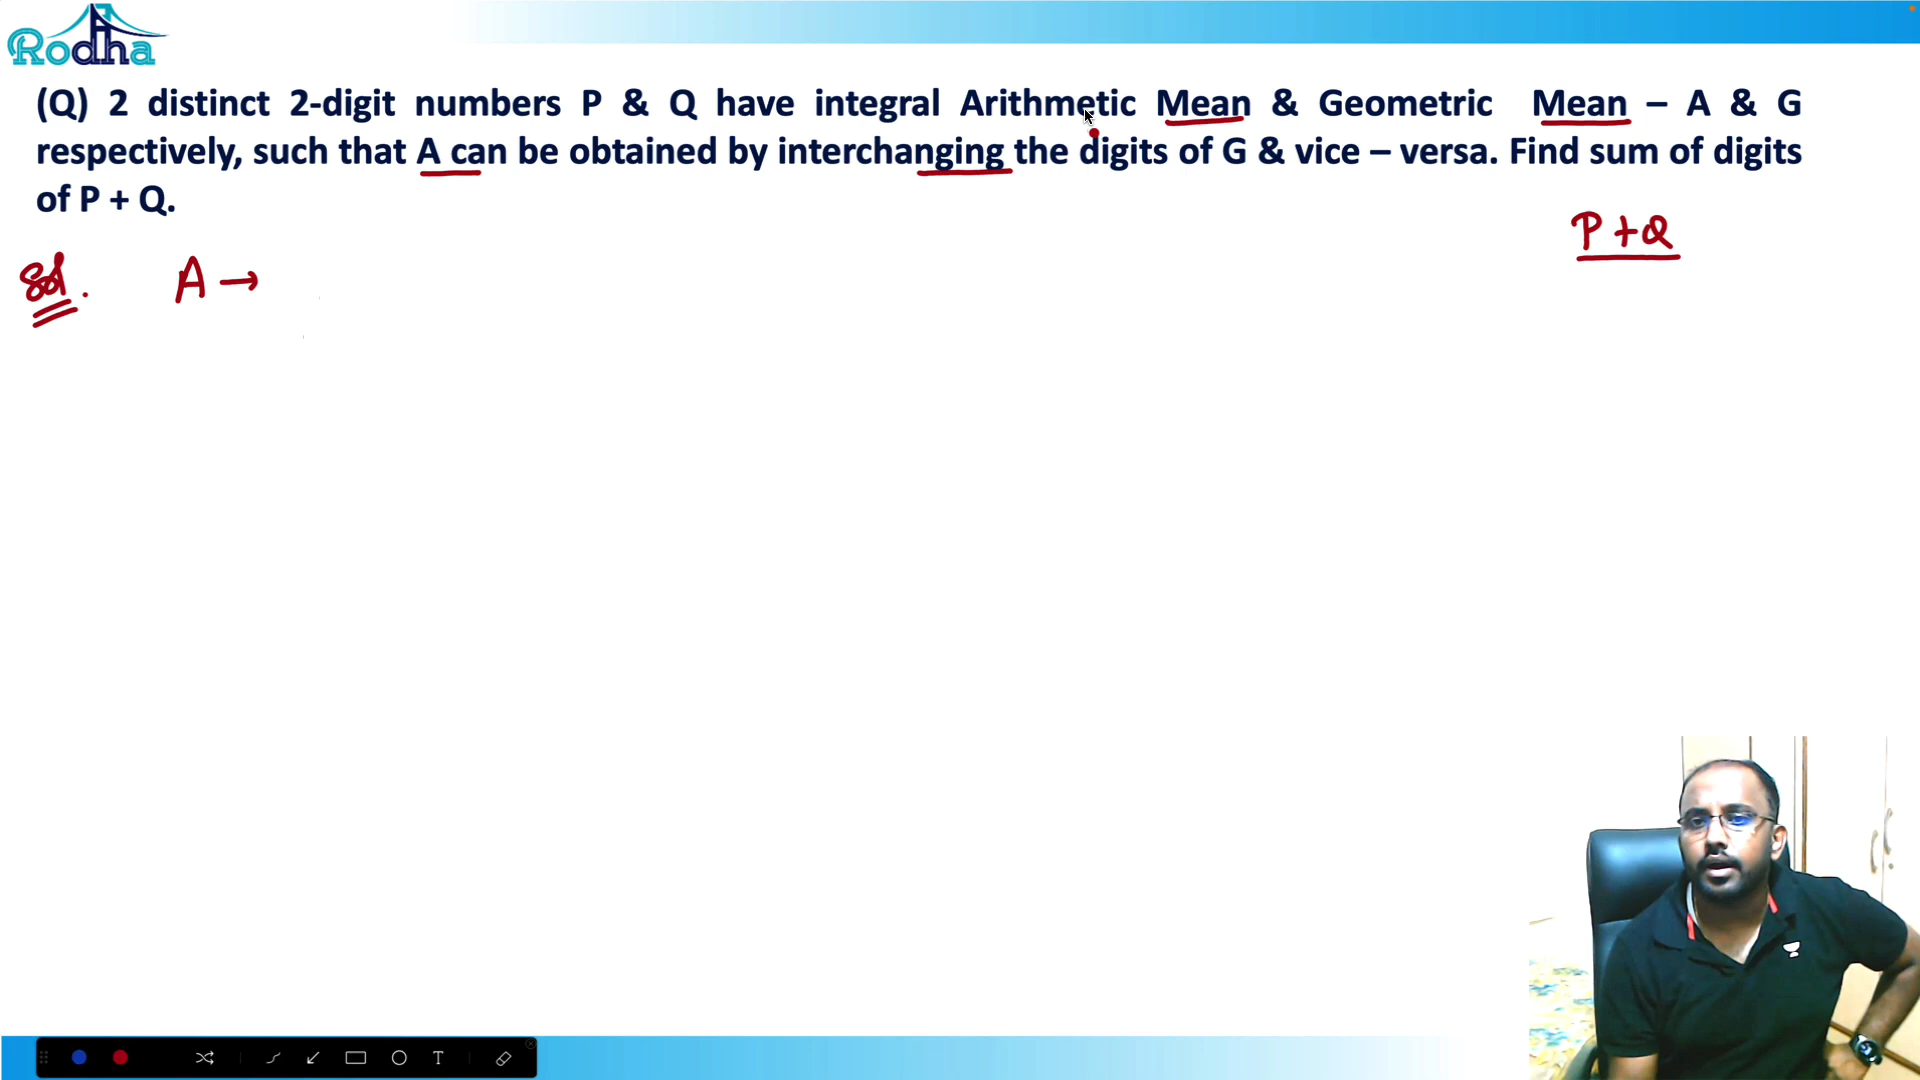 Rodha
(Q) 2 distinct 2-digit numbers P & Q have integral Arithmetic Mean & Geometric Mean – A & G
respectively, such that A can be obtained by interchanging the digits of G & vice – versa. Find sum of digits
of P + Q.
P + Q
Sol. A →
T